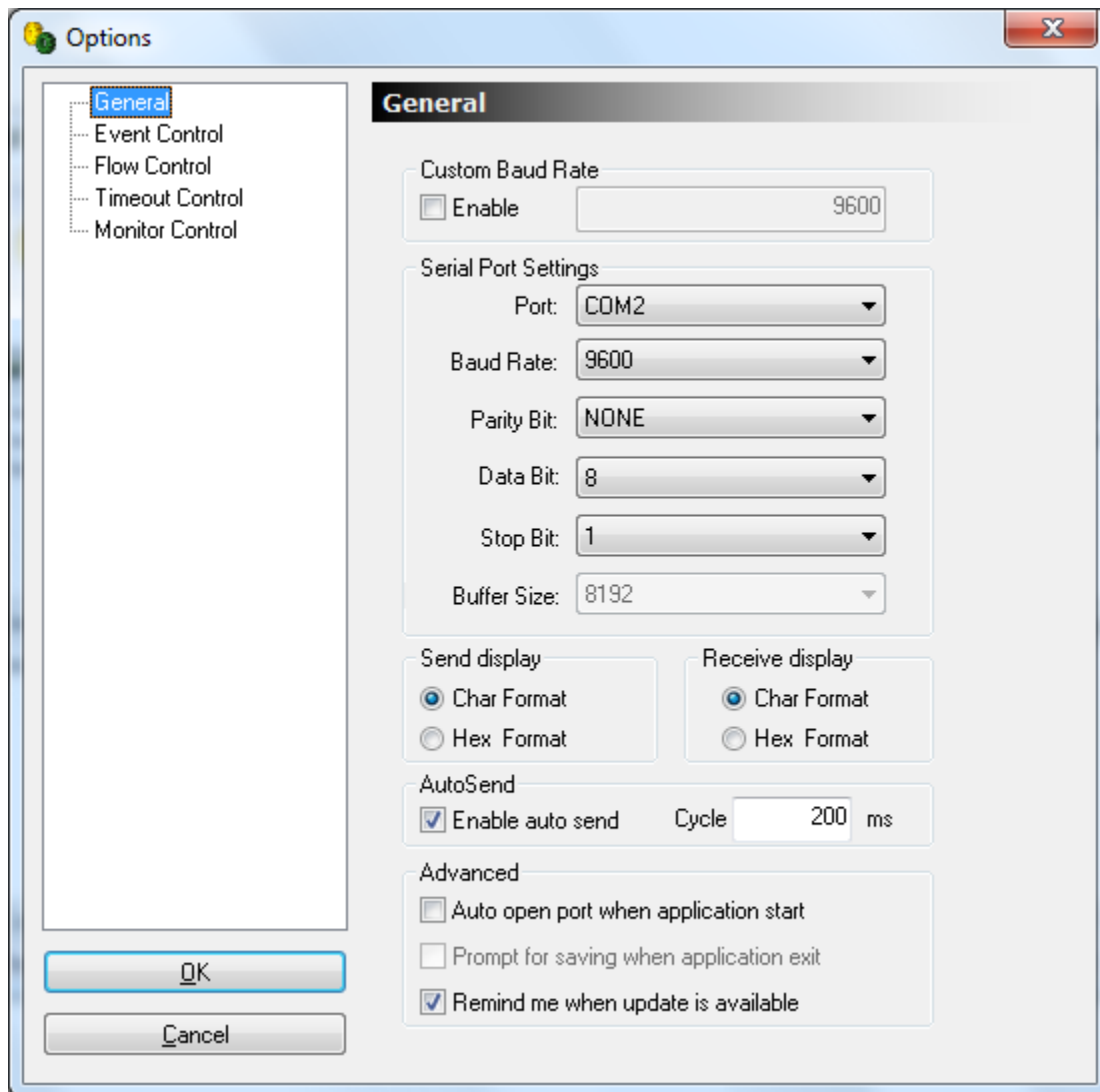 Options
General
Event Control
Flow Control
Timeout Control
Monitor Control
OK
Cancel
General
Custom Baud Rate
Enable 9600
Serial Port Settings
Port: COM2
Baud Rate: 9600
Parity Bit: NONE
Data Bit: 8
Stop Bit: 1
Buffer Size: 8192
Send display
Char Format
Hex Format
Receive display
Char Format
Hex Format
AutoSend
Enable auto send Cycle 200 ms
Advanced
Auto open port when application start
Prompt for saving when application exit
Remind me when update is available